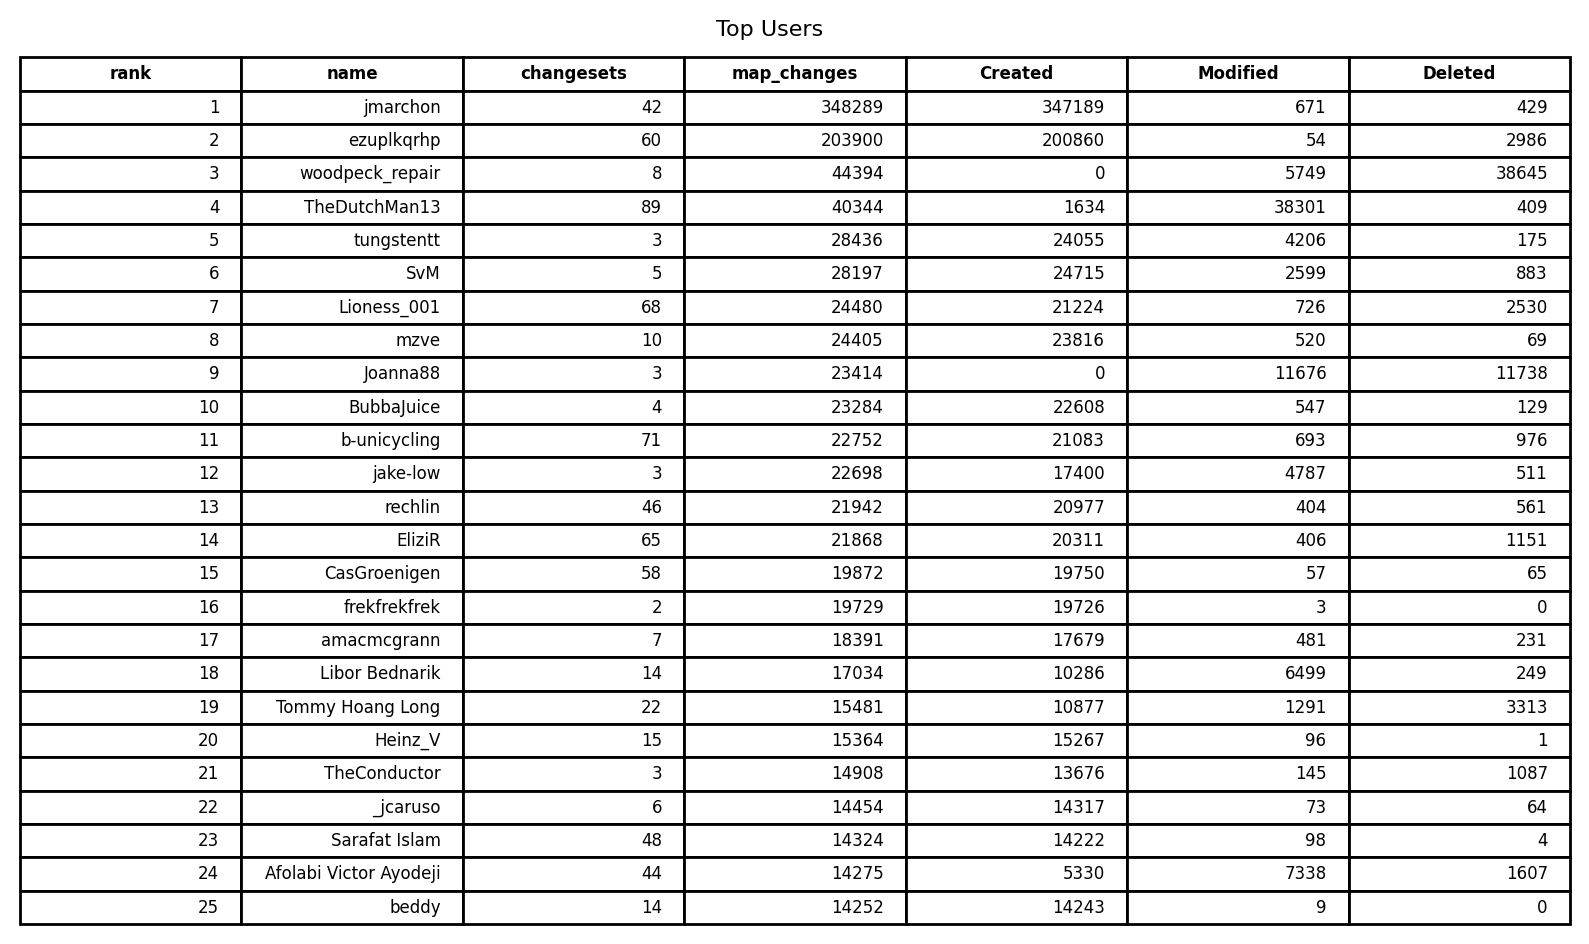 Top Users
rank name changesets map_changes Created Modified Deleted
1 jmarchon 42 348289 347189 671 429
2 ezuplkqrhp 60 203900 200860 54 2986
3 woodpeck_repair 8 44394 0 5749 38645
4 TheDutchMan13 89 40344 1634 38301 409
5 tungstentt 3 28436 24055 4206 175
6 SvM 5 28197 24715 2599 883
7 Lioness_001 68 24480 21224 726 2530
8 mzve 10 24405 23816 520 69
9 Joanna88 3 23414 0 11676 11738
10 BubbaJuice 4 23284 22608 547 129
11 b-unicycling 71 22752 21083 693 976
12 jake-low 3 22698 17400 4787 511
13 rechlin 46 21942 20977 404 561
14 EliziR 65 21868 20311 406 1151
15 CasGroenigen 58 19872 19750 57 65
16 frekfrekfrek 2 19729 19726 3 0
17 amacmcgrann 7 18391 17679 481 231
18 Libor Bednarik 14 17034 10286 6499 249
19 Tommy Hoang Long 22 15481 10877 1291 3313
20 Heinz_V 15 15364 15267 96 1
21 TheConductor 3 14908 13676 145 1087
22 _jcaruso 6 14454 14317 73 64
23 Sarafat Islam 48 14324 14222 98 4
24 Afolabi Victor Ayodeji 44 14275 5330 7338 1607
25 beddy 14 14252 14243 9 0